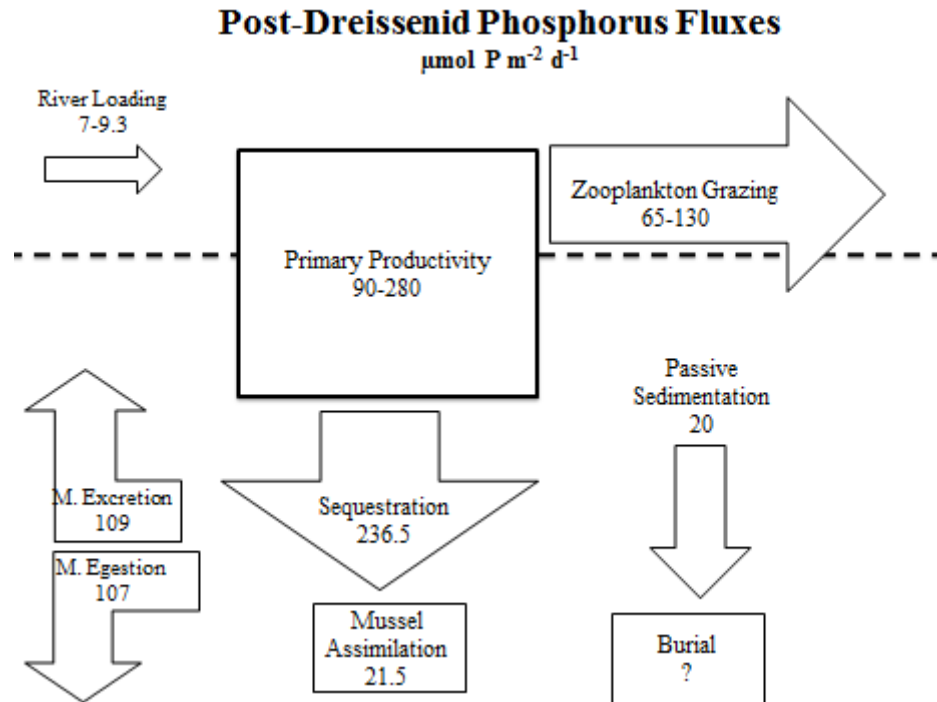 Post-Dreissenid Phosphorus Fluxes
µmol P m⁻² d⁻¹
River Loading
7-9.3
Zooplankton Grazing
65-130
Primary Productivity
90-280
Passive
Sedimentation
20
M. Excretion
109
Sequestration
236.5
M. Egestion
107
Mussel
Assimilation
21.5
Burial
?